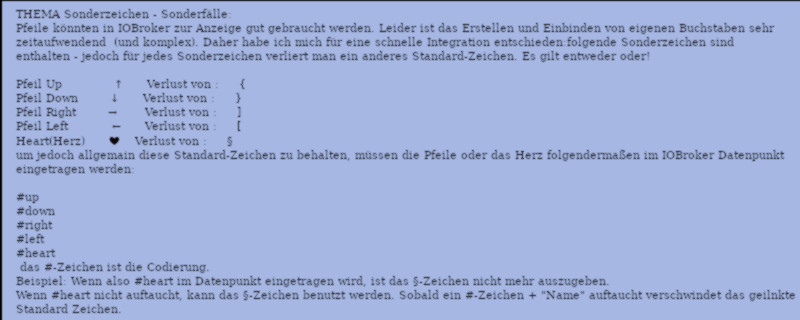 THEMA Sonderzeichen - Sonderfälle:
Pfeile könnten in IOBroker zur Anzeige gut gebraucht werden. Leider ist das Erstellen und Einbinden von eigenen Buchstaben sehr
zeitaufwendend (und komplex). Daher habe ich mich für eine schnelle Integration entschieden folgende Sonderzeichen sind
enthalten - jedoch für jedes Sonderzeichen verliert man ein anderes Standard-Zeichen. Es gilt entweder oder!
Pfeil Up ↑ Verlust von : {
Pfeil Down ↓ Verlust von : }
Pfeil Right → Verlust von : ]
Pfeil Left ← Verlust von : [
Heart(Herz) ♥ Verlust von : §
um jedoch allgemein diese Standard-Zeichen zu behalten, müssen die Pfeile oder das Herz folgendermaßen im IOBroker Datenpunkt
eingetragen werden:
#up
#down
#right
#left
#heart
das #-Zeichen ist die Codierung.
Beispiel: Wenn also #heart im Datenpunkt eingetragen wird, ist das §-Zeichen nicht mehr auszugeben.
Wenn #heart nicht auftaucht, kann das §-Zeichen benutzt werden. Sobald ein #-Zeichen + "Name" auftaucht verschwindet das geilnkte
Standard Zeichen.